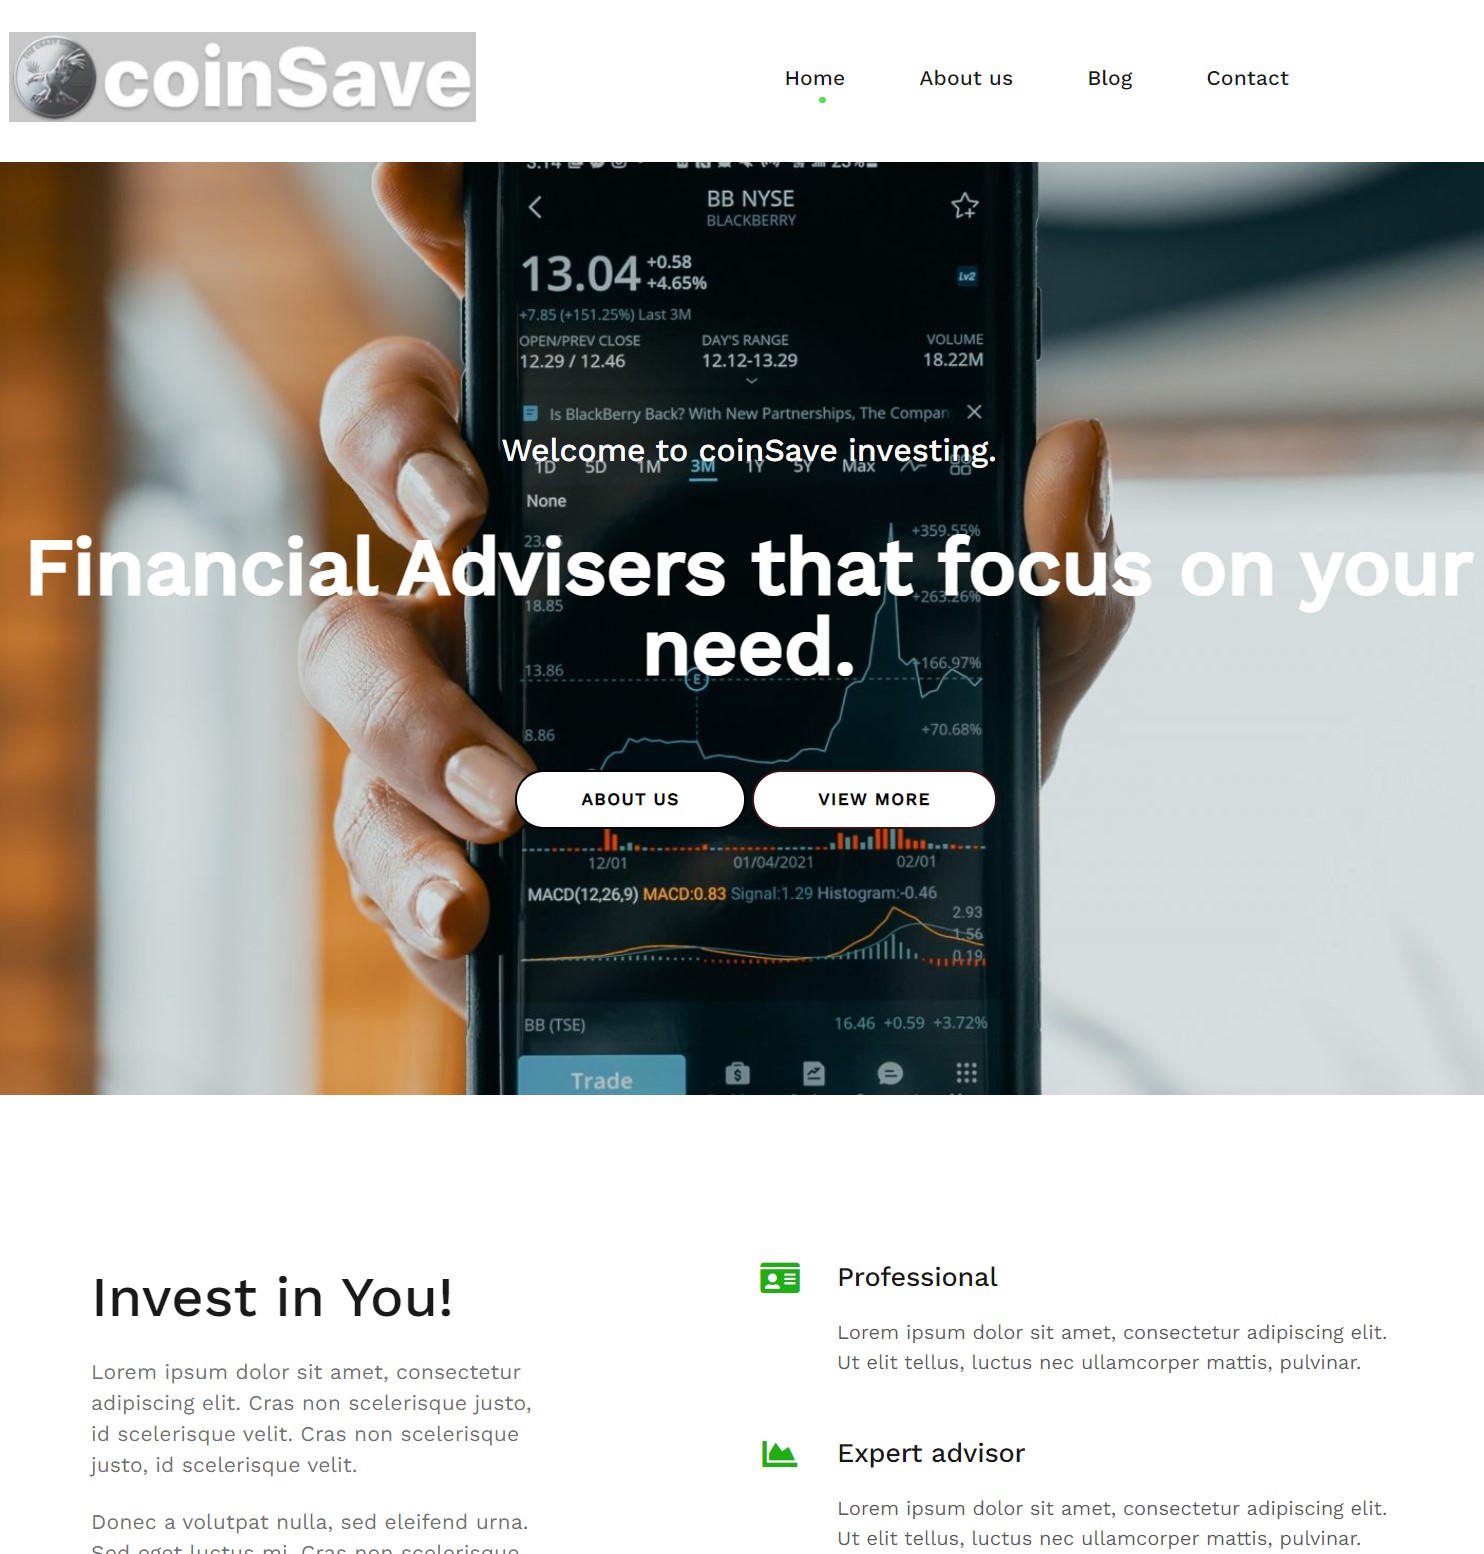 coinSave
Home
About us
Blog
Contact
BB NYSE
BLACKBERRY
13.04
+0.58
+4.65%
Lv2
+7.85 (+151.25%) Last 3M
OPEN/PREV CLOSE
DAY'S RANGE
VOLUME
12.29 / 12.46
12.12-13.29
18.22M
Is BlackBerry Back? With New Partnerships, The Compan
Welcome to coinSave investing.
1D 5D 1M 3M 1Y 5Y Max
None
+359.55%
Financial Advisers that focus on your
+263.26%
18.85
need.
+166.97%
13.86
E
+70.68%
8.86
ABOUT US
VIEW MORE
12/01
01/04/2021
02/01
MACD(12,26,9) MACD:0.83 Signal:1.29 Histogram:-0.46
2.93
1.56
0.19
BB (TSE)
16.46 +0.59 +3.72%
Trade
Invest in You!
Lorem ipsum dolor sit amet, consectetur
adipiscing elit. Cras non scelerisque justo,
id scelerisque velit. Cras non scelerisque
justo, id scelerisque velit.
Donec a volutpat nulla, sed eleifend urna.
Sed eget luctus mi. Cras non scelerisque
Professional
Lorem ipsum dolor sit amet, consectetur adipiscing elit.
Ut elit tellus, luctus nec ullamcorper mattis, pulvinar.
Expert advisor
Lorem ipsum dolor sit amet, consectetur adipiscing elit.
Ut elit tellus, luctus nec ullamcorper mattis, pulvinar.